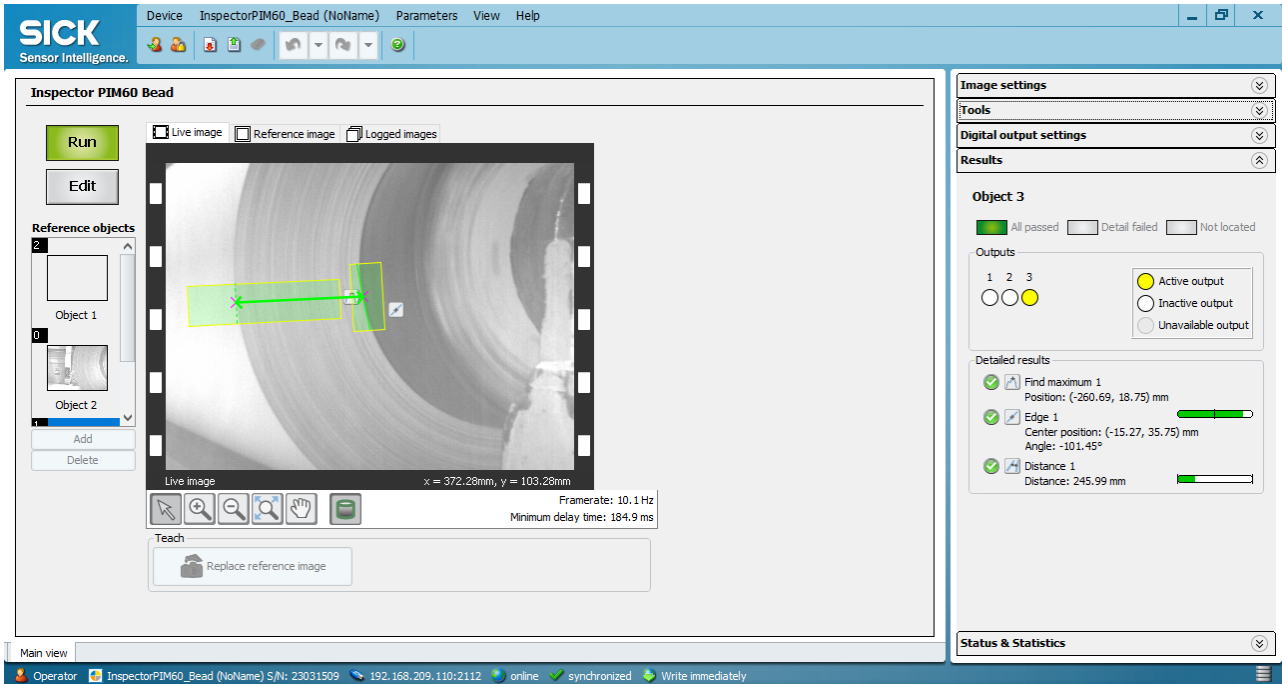 SICK
Sensor Intelligence.
Device InspectorPIM60_Bead (NoName) Parameters View Help
Inspector PIM60 Bead
Run
Edit
Reference objects
2
Object 1
0
Object 2
1
Add
Delete
Live image Reference image Logged images
Live image x = 372.28mm, y = 103.28mm
Framerate: 10.1 Hz
Minimum delay time: 184.9 ms
Teach
Replace reference image
Main view
Image settings
Tools
Digital output settings
Results
Object 3
All passed Detail failed Not located
Outputs
1 2 3
Active output
Inactive output
Unavailable output
Detailed results
Find maximum 1
Position: (-260.69, 18.75) mm
Edge 1
Center position: (-15.27, 35.75) mm
Angle: -101.45°
Distance 1
Distance: 245.99 mm
Status & Statistics
Operator InspectorPIM60_Bead (NoName) S/N: 23031509 192.168.209.110:2112 online synchronized Write immediately